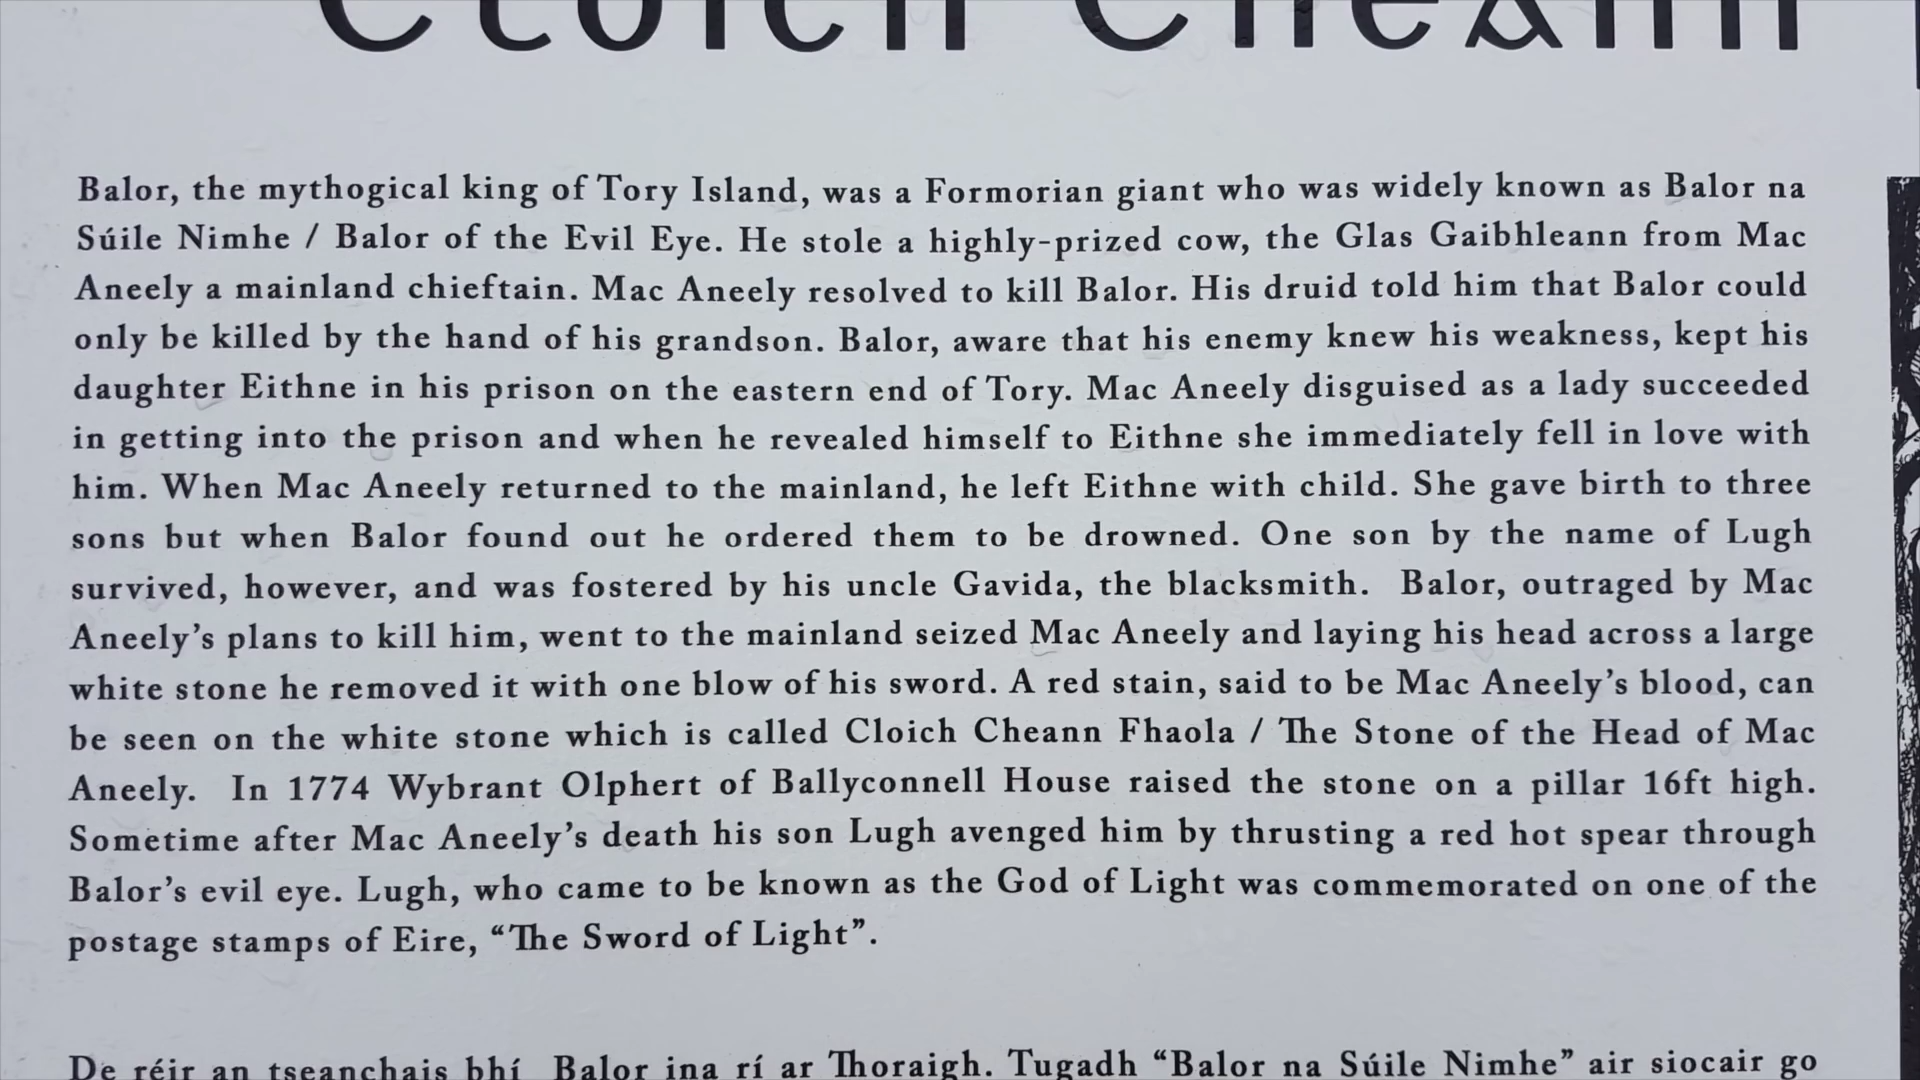 Cloich Cheann
Balor, the mythogical king of Tory Island, was a Formorian giant who was widely known as Balor na
Súile Nimhe / Balor of the Evil Eye. He stole a highly-prized cow, the Glas Gaibhleann from Mac
Aneely a mainland chieftain. Mac Aneely resolved to kill Balor. His druid told him that Balor could
only be killed by the hand of his grandson. Balor, aware that his enemy knew his weakness, kept his
daughter Eithne in his prison on the eastern end of Tory. Mac Aneely disguised as a lady succeeded
in getting into the prison and when he revealed himself to Eithne she immediately fell in love with
him. When Mac Aneely returned to the mainland, he left Eithne with child. She gave birth to three
sons but when Balor found out he ordered them to be drowned. One son by the name of Lugh
survived, however, and was fostered by his uncle Gavida, the blacksmith. Balor, outraged by Mac
Aneely's plans to kill him, went to the mainland seized Mac Aneely and laying his head across a large
white stone he removed it with one blow of his sword. A red stain, said to be Mac Aneely's blood, can
be seen on the white stone which is called Cloich Cheann Fhaola / The Stone of the Head of Mac
Aneely. In 1774 Wybrant Olphert of Ballyconnell House raised the stone on a pillar 16ft high.
Sometime after Mac Aneely's death his son Lugh avenged him by thrusting a red hot spear through
Balor's evil eye. Lugh, who came to be known as the God of Light was commemorated on one of the
postage stamps of Eire, “The Sword of Light”.
De réir an tseanchais bhí Balor ina rí ar Thoraigh. Tugadh “Balor na Súile Nimhe” air siocair go